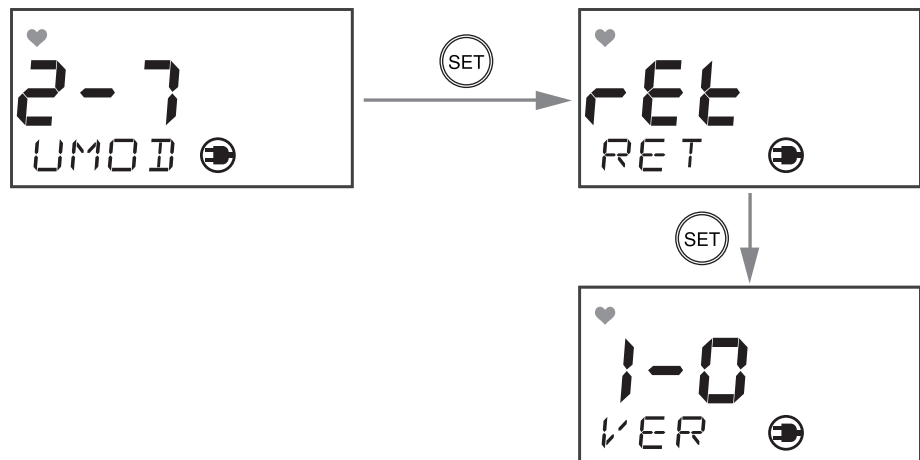 2-7
UMOD
SET
rEt
RET
SET
1-0
VER